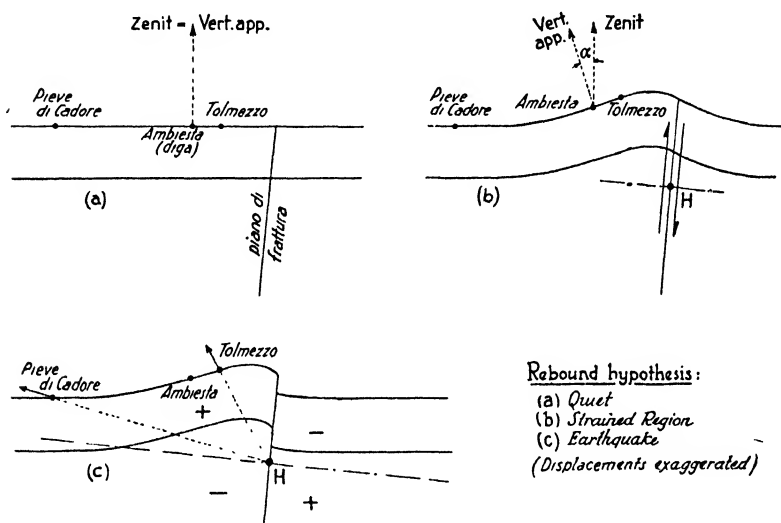 Zenit = Vert. app.
Pieve
di Cadore
Tolmezzo
Ambiesta
(diga)
(a)
piano di
frattura
Vert.
app.
α
Zenit
Ambiesta
Tolmezzo
Pieve
di Cadore
(b)
H
Tolmezzo
Pieve
di Cadore
Ambiesta
+
-
H
(c)
-
+
Rebound hypothesis:
(a) Quiet
(b) Strained Region
(c) Earthquake
(Displacements exaggerated)